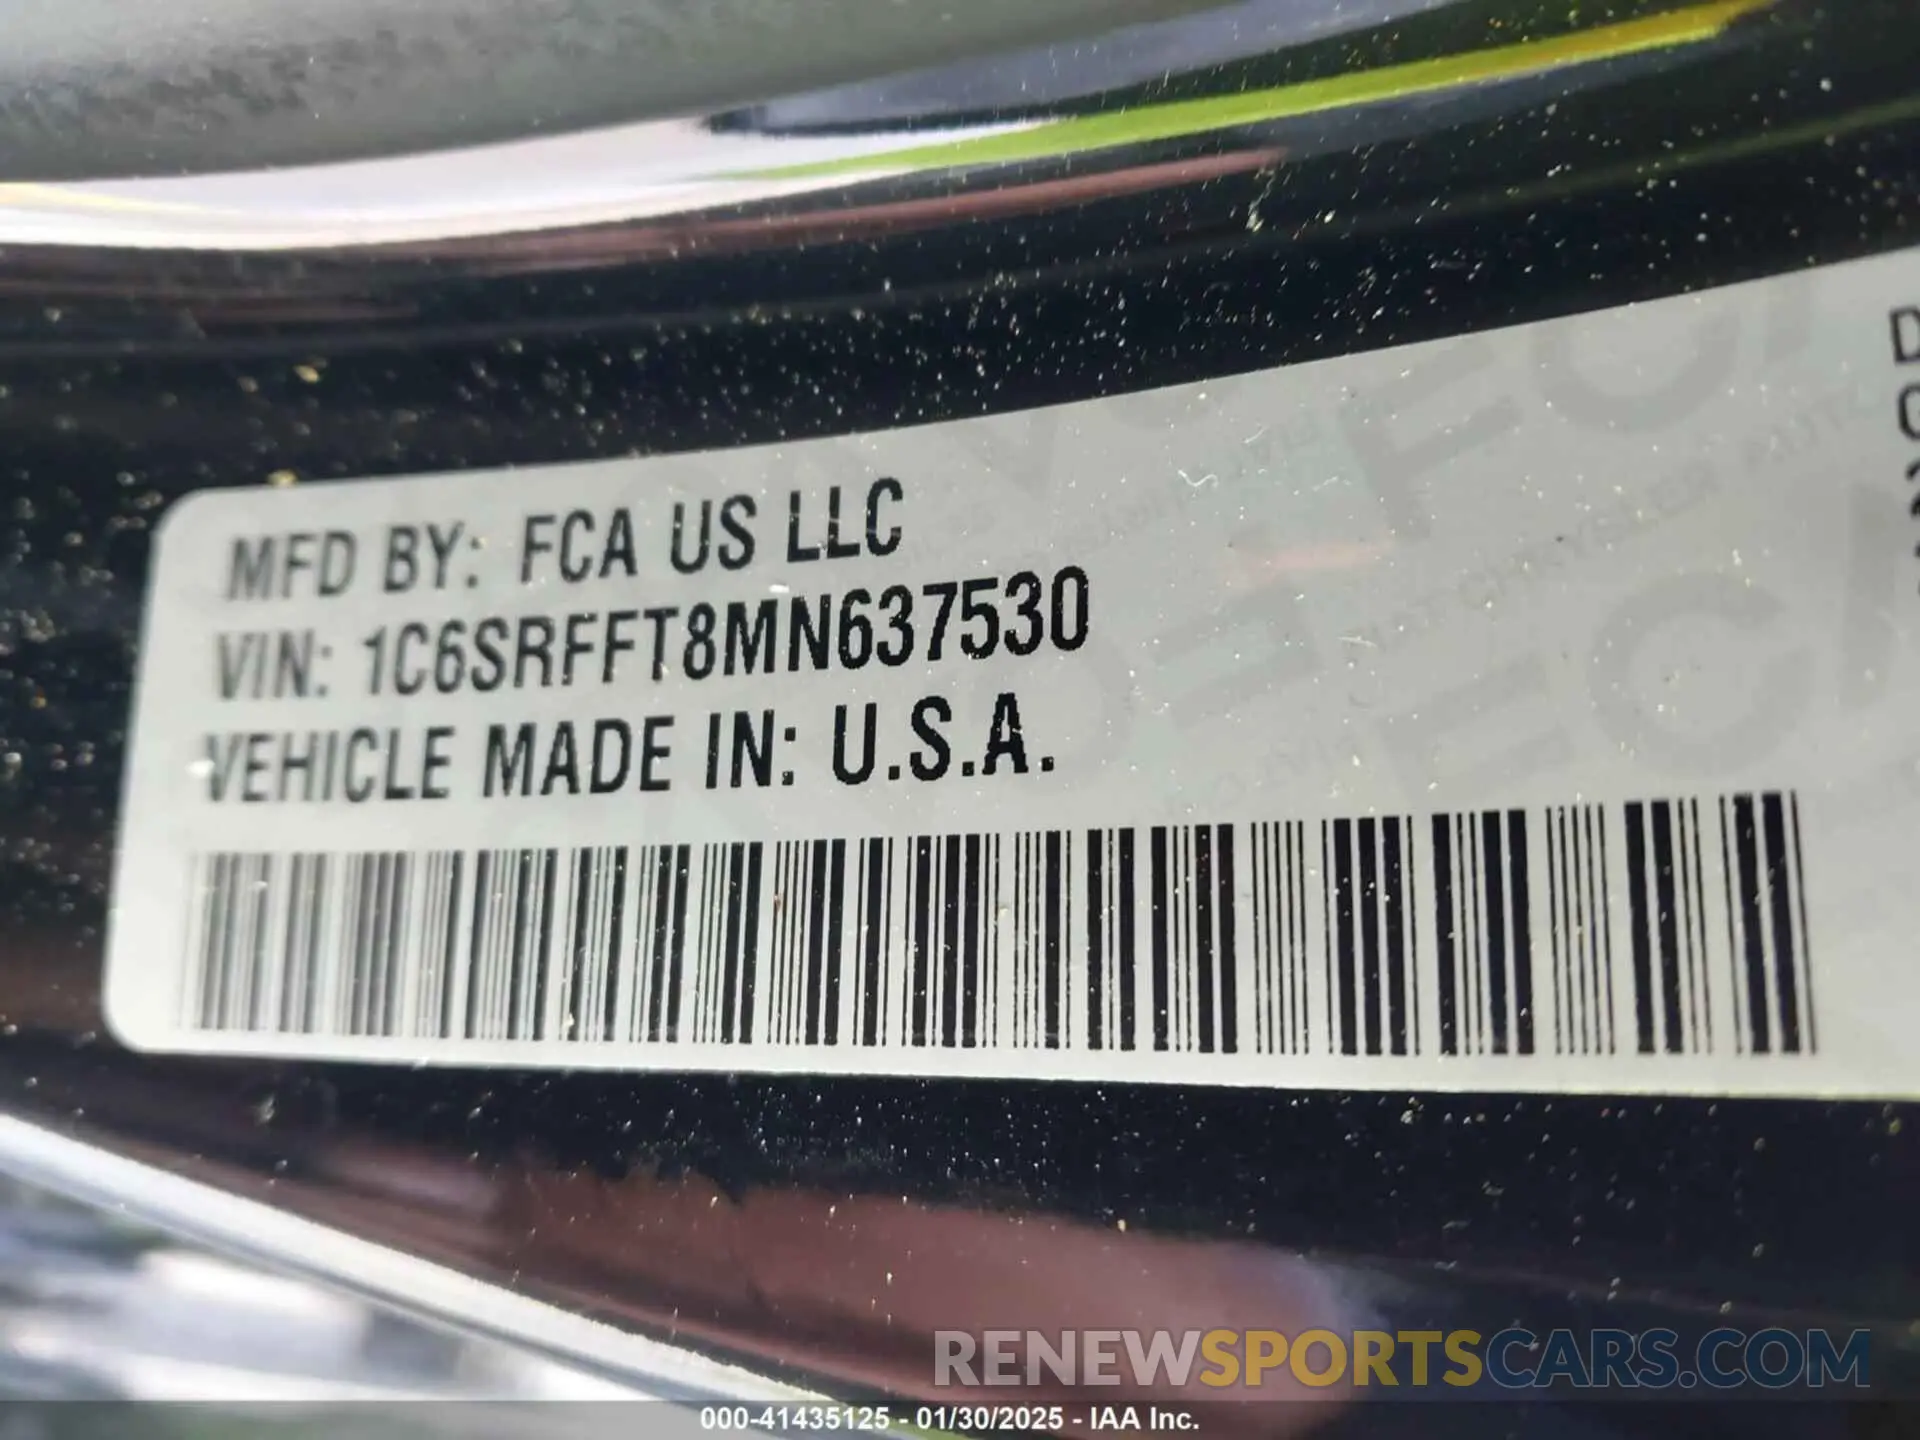 MFD BY: FCA US LLC
VIN: 1C6SRFFT8MN637530
VEHICLE MADE IN: U.S.A.
RENEWSPORTSCARS.COM
000-41435125 - 01/30/2025 - IAA Inc.